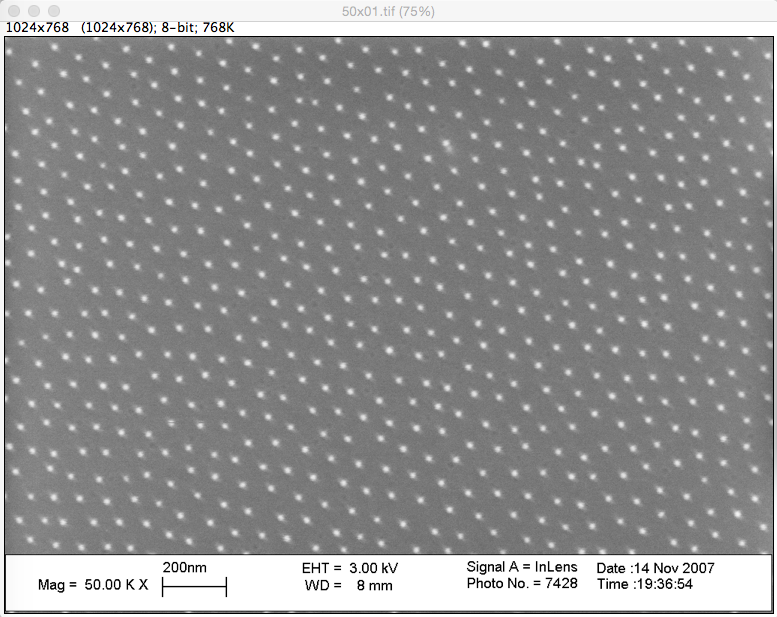 50x01.tif (75%)
1024x768 (1024x768); 8-bit; 768K
200nm
Mag = 50.00 K X
EHT = 3.00 kV
WD = 8 mm
Signal A = InLens
Photo No. = 7428
Date :14 Nov 2007
Time :19:36:54